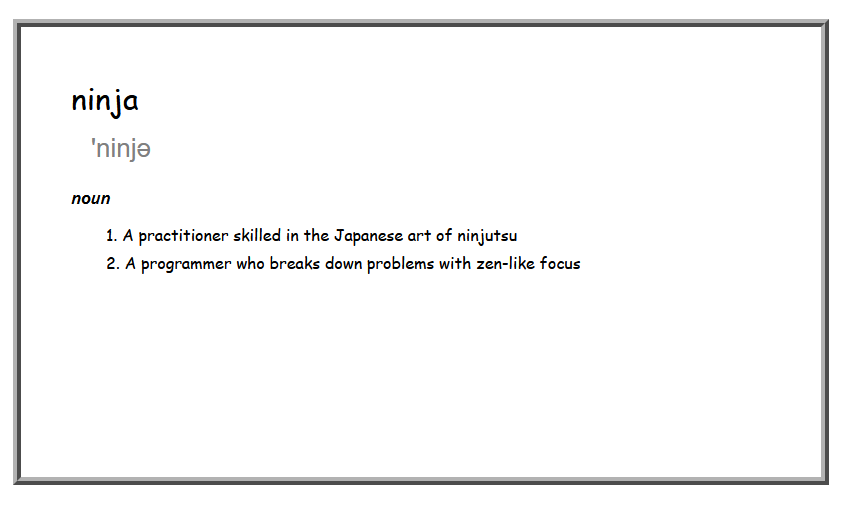 ninja
'ninjə
noun
1. A practitioner skilled in the Japanese art of ninjutsu
2. A programmer who breaks down problems with zen-like focus